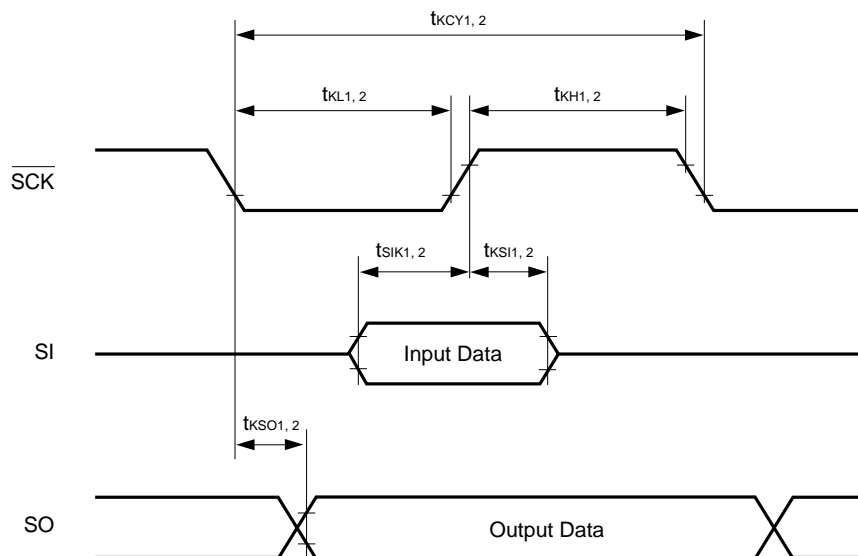 tKCY1, 2
tKL1, 2
tKH1, 2
SCK
tSIK1, 2
tKSI1, 2
SI
Input Data
tKSO1, 2
SO
Output Data